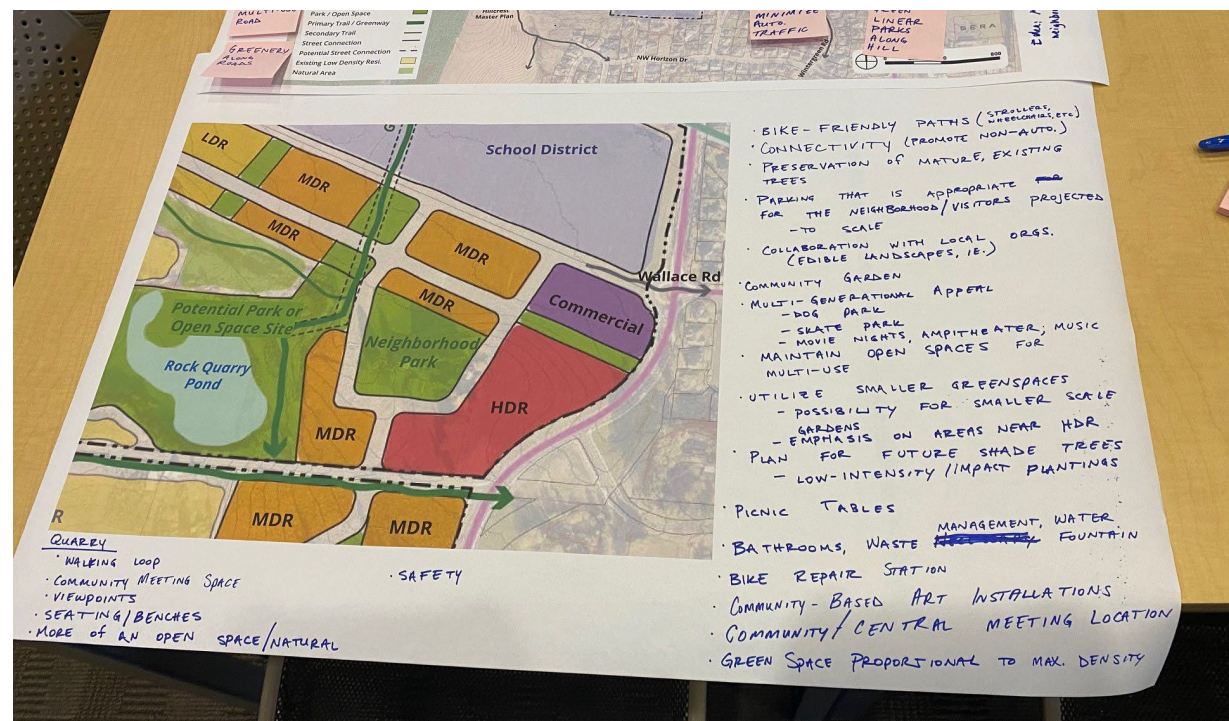 MULTI-USE
ROAD
GREENERY
ALONG
ROADS
Park / Open Space
Primary Trail / Greenway
Secondary Trail
Street Connection
Potential Street Connection
Existing Low Density Resi.
Natural Area
Hillcrest
Master Plan
NW Horizon Dr
MINIMIZE
AUTO.
TRAFFIC
Wintergreen Rd
LINEAR
PARKS
ALONG
HILL
SERA
0
800
LDR
MDR
School District
MDR
MDR
Wallace Rd
MDR
Commercial
Potential Park or
Open Space Site
Neighborhood
Park
Rock Quarry
Pond
HDR
MDR
R
MDR
MDR
· BIKE-FRIENDLY PATHS (STROLLERS, WHEELCHAIRS, ETC)
· CONNECTIVITY (PROMOTE NON-AUTO.)
· PRESERVATION OF MATURE, EXISTING
TREES
· PARKING THAT IS APPROPRIATE
FOR THE NEIGHBORHOOD/VISITORS PROJECTED
- TO SCALE
· COLLABORATION WITH LOCAL ORGS.
(EDIBLE LANDSCAPES, IE.)
· COMMUNITY GARDEN
· MULTI-GENERATIONAL APPEAL
- DOG PARK
- SKATE PARK
- MOVIE NIGHTS, AMPITHEATER; MUSIC
· MAINTAIN OPEN SPACES FOR
MULTI-USE
· UTILIZE SMALLER GREENSPACES
- POSSIBILITY FOR SMALLER SCALE
GARDENS
- EMPHASIS ON AREAS NEAR HDR
· PLAN FOR FUTURE SHADE TREES
- LOW-INTENSITY/IMPACT PLANTINGS
· PICNIC TABLES
· BATHROOMS, WASTE MANAGEMENT, WATER FOUNTAIN
· BIKE REPAIR STATION
· COMMUNITY-BASED ART INSTALLATIONS
· COMMUNITY/CENTRAL MEETING LOCATION
· GREEN SPACE PROPORTIONAL TO MAX. DENSITY
QUARRY
· WALKING LOOP
· COMMUNITY MEETING SPACE
· VIEWPOINTS
· SEATING/BENCHES
· MORE OF AN OPEN SPACE/NATURAL
· SAFETY